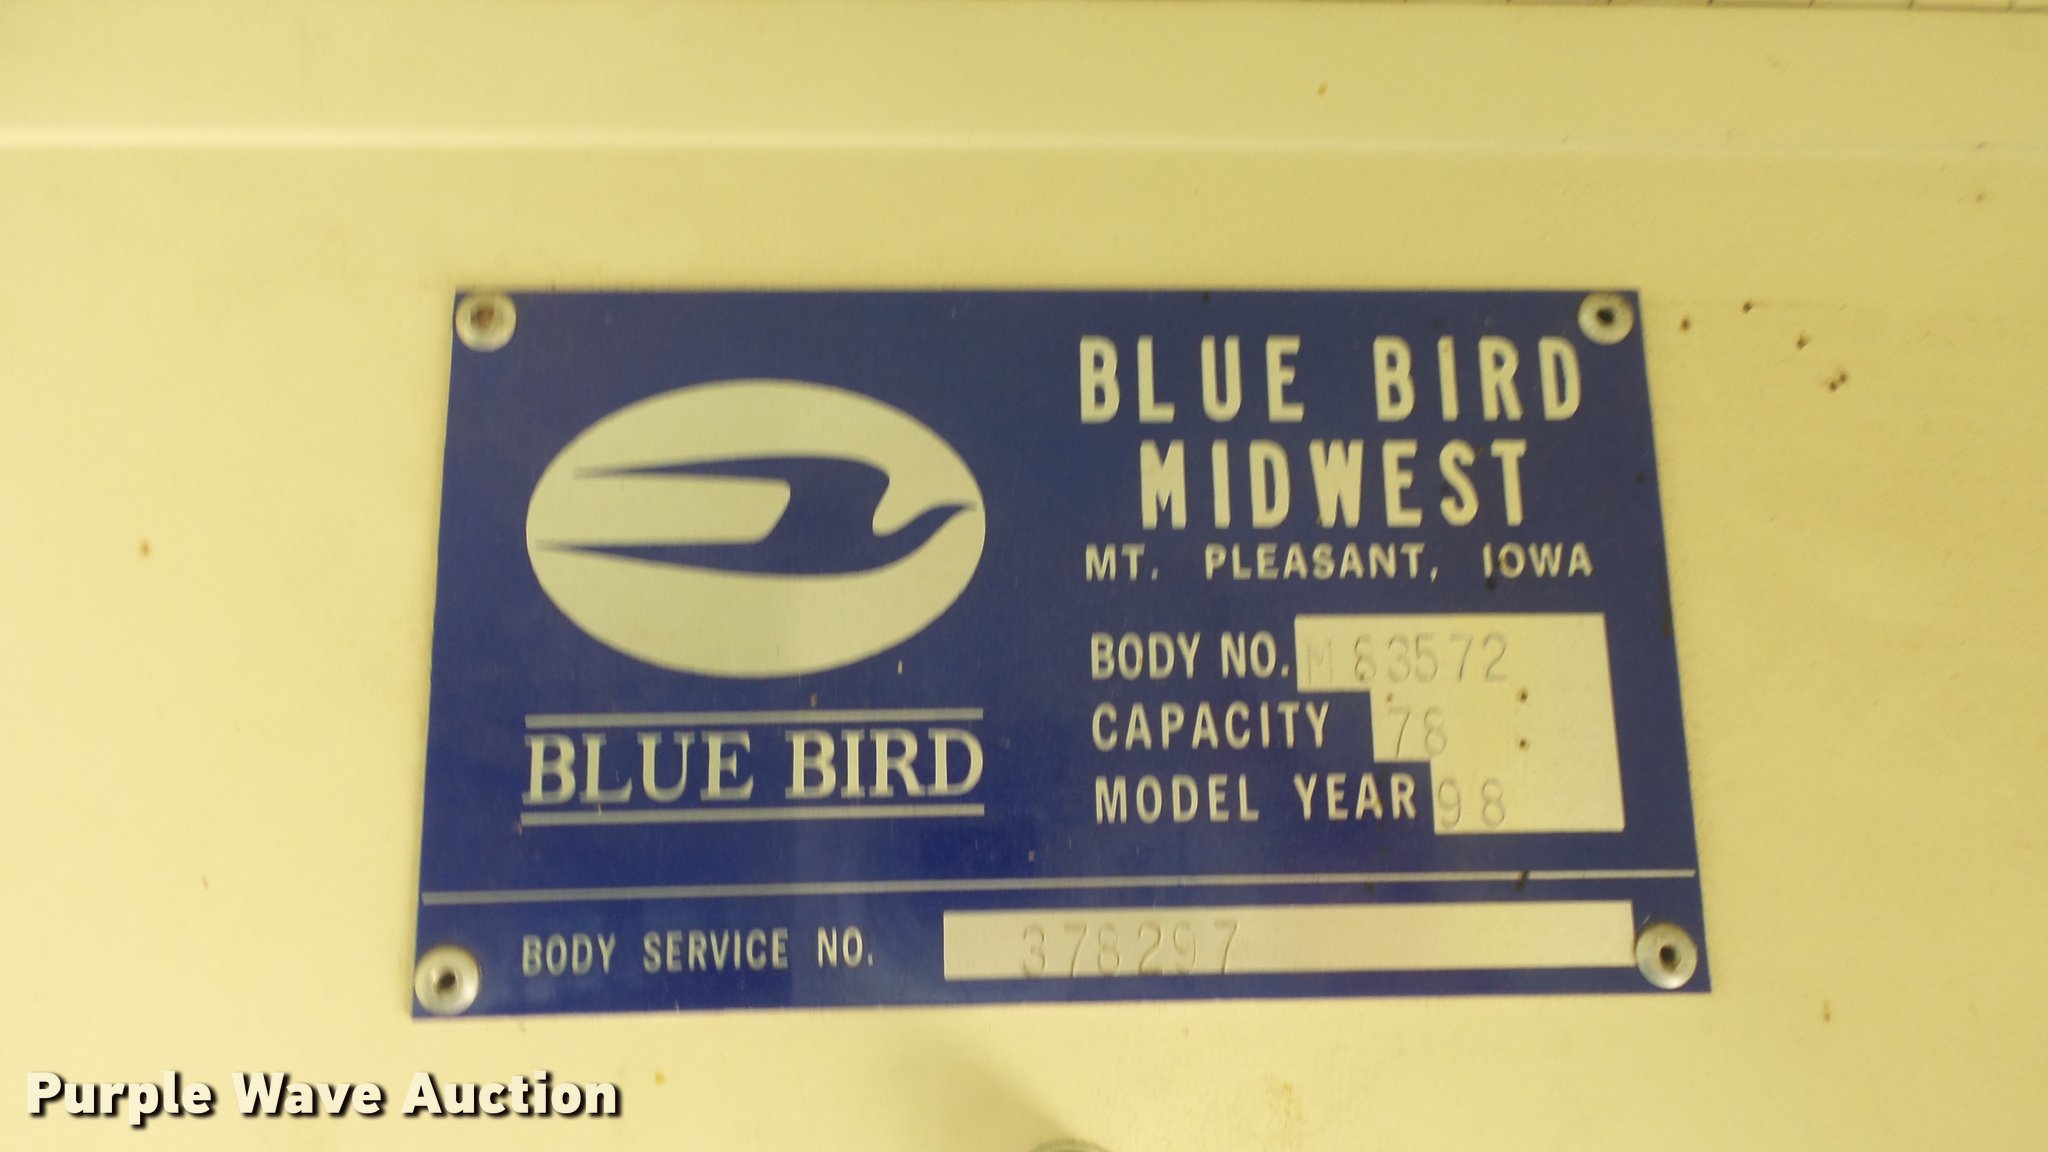 BLUE BIRD
MIDWEST
MT. PLEASANT, IOWA
BODY NO. M63572
CAPACITY 78
MODEL YEAR 98
BLUE BIRD
BODY SERVICE NO. 378297
Purple Wave Auction